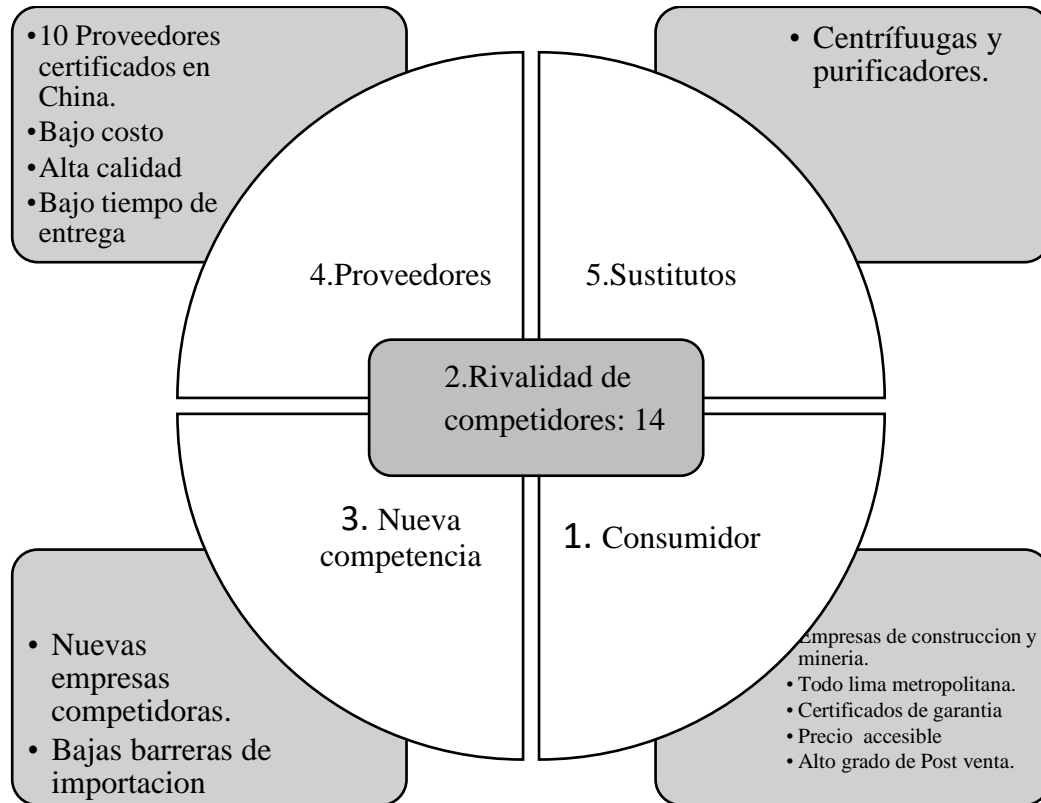 •10 Proveedores
certificados en
China.
•Bajo costo
•Alta calidad
•Bajo tiempo de
entrega
• Centrífuugas y
purificadores.
4.Proveedores
5.Sustitutos
2.Rivalidad de
competidores: 14
3. Nueva
competencia
1. Consumidor
• Nuevas
empresas
competidoras.
• Bajas barreras de
importacion
Empresas de construccion y
mineria.
• Todo lima metropolitana.
• Certificados de garantia
• Precio accesible
• Alto grado de Post venta.